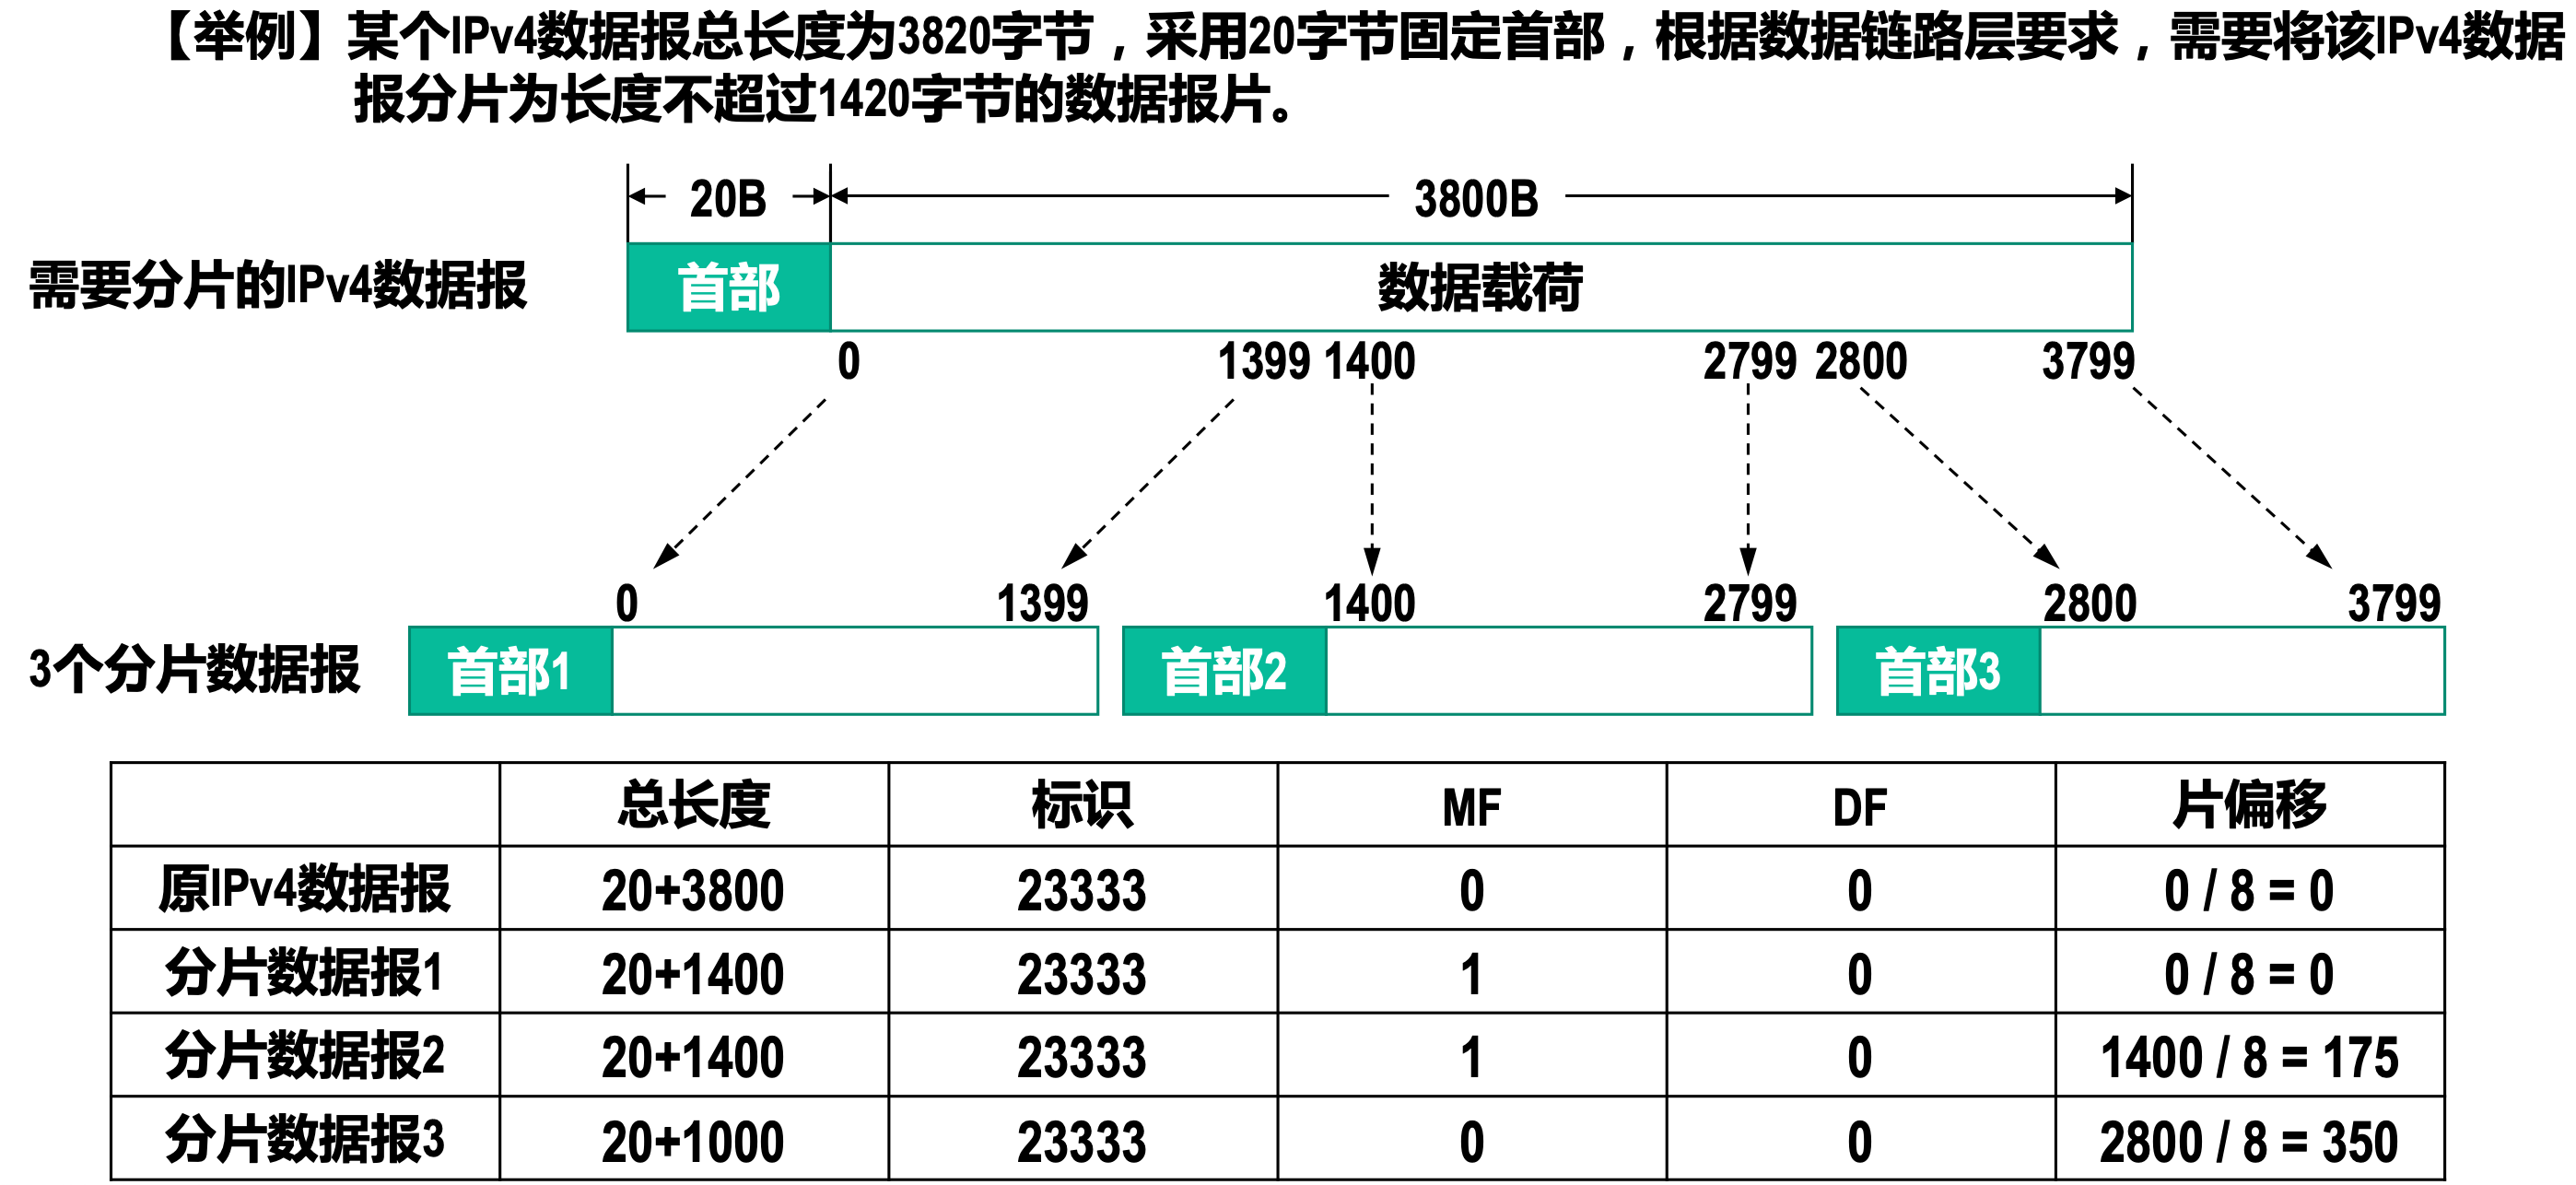 【举例】某个IPv4数据报总长度为3820字节，采用20字节固定首部，根据数据链路层要求，需要将该IPv4数据
报分片为长度不超过1420字节的数据报片。
20B 3800B
需要分片的IPv4数据报 首部 数据载荷
0 1399 1400 2799 2800 3799
0 1399 1400 2799 2800 3799
3个分片数据报 首部1 首部2 首部3
总长度 标识 MF DF 片偏移
原IPv4数据报 20+3800 23333 0 0 0 / 8 = 0
分片数据报1 20+1400 23333 1 0 0 / 8 = 0
分片数据报2 20+1400 23333 1 0 1400 / 8 = 175
分片数据报3 20+1000 23333 0 0 2800 / 8 = 350